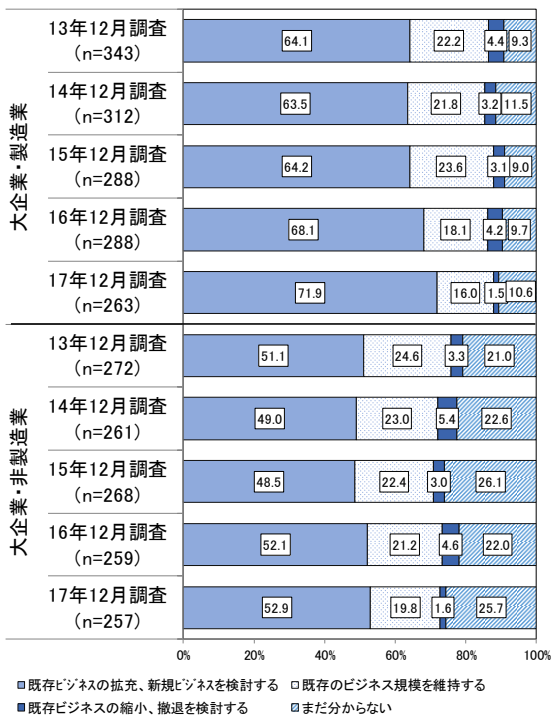 大企業・製造業
13年12月調査
(n=343)
64.1 22.2 4.4 9.3
14年12月調査
(n=312)
63.5 21.8 3.2 11.5
15年12月調査
(n=288)
64.2 23.6 3.1 9.0
16年12月調査
(n=288)
68.1 18.1 4.2 9.7
17年12月調査
(n=263)
71.9 16.0 1.5 10.6
大企業・非製造業
13年12月調査
(n=272)
51.1 24.6 3.3 21.0
14年12月調査
(n=261)
49.0 23.0 5.4 22.6
15年12月調査
(n=268)
48.5 22.4 3.0 26.1
16年12月調査
(n=259)
52.1 21.2 4.6 22.0
17年12月調査
(n=257)
52.9 19.8 1.6 25.7
0% 20% 40% 60% 80% 100%
既存ﾋﾞｼﾞﾈｽの拡充、新規ﾋﾞｼﾞﾈｽを検討する 既存のビジネス規模を維持する
既存ビジネスの縮小、撤退を検討する まだ分からない